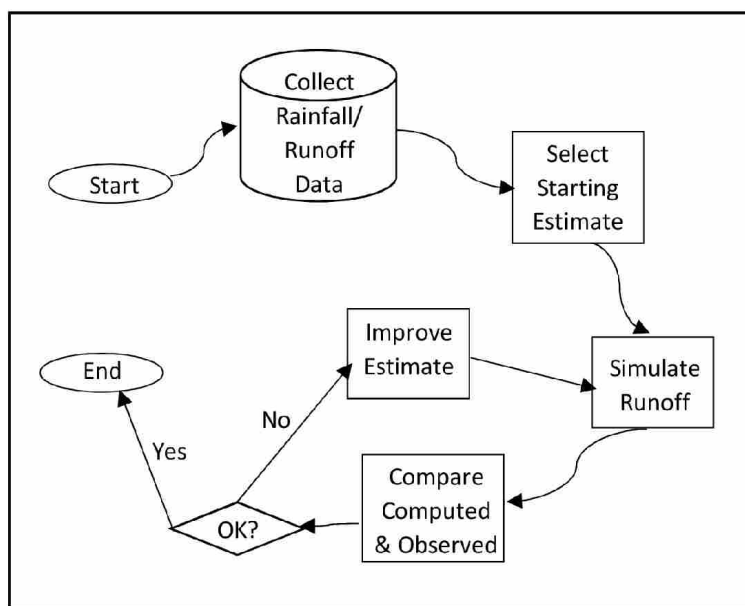 Start
Collect
Rainfall/
Runoff
Data
Select
Starting
Estimate
Simulate
Runoff
Compare
Computed
& Observed
OK?
No
Improve
Estimate
Yes
End